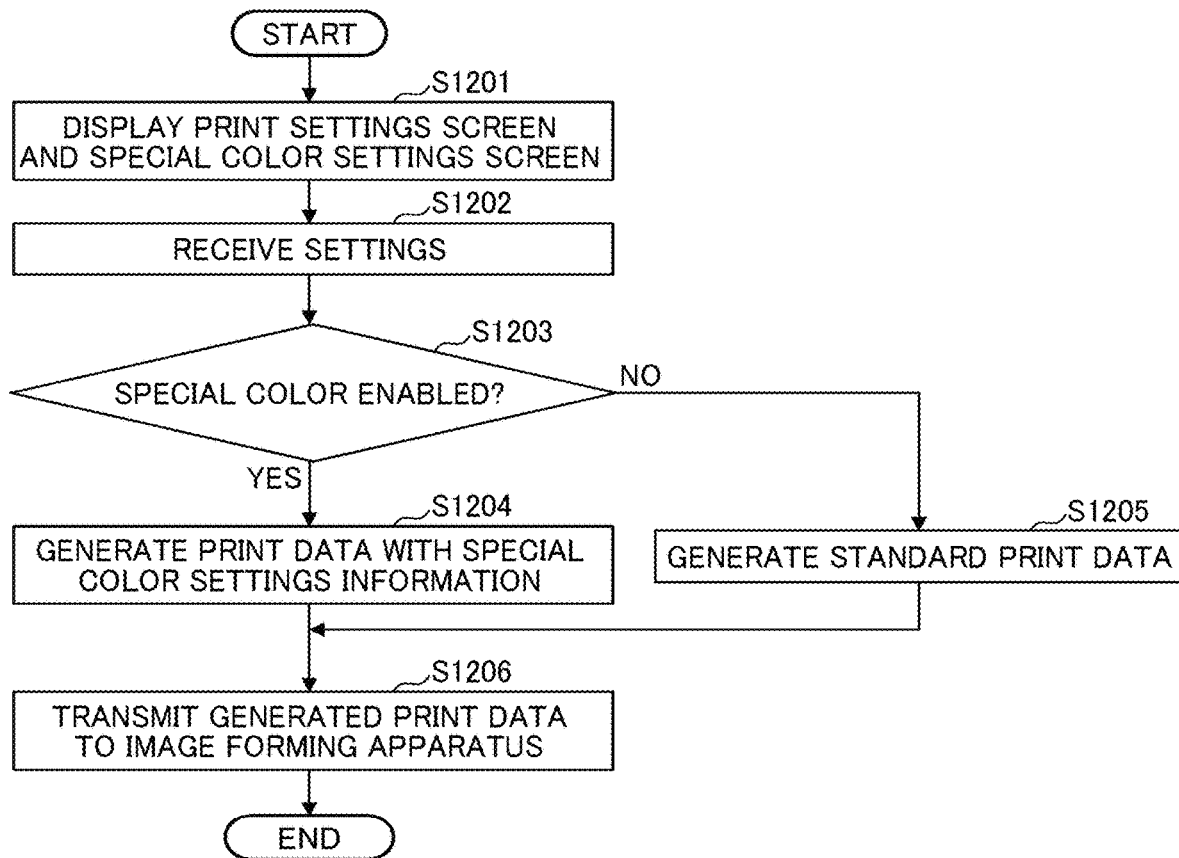 START
S1201
DISPLAY PRINT SETTINGS SCREEN
AND SPECIAL COLOR SETTINGS SCREEN
S1202
RECEIVE SETTINGS
S1203
SPECIAL COLOR ENABLED?
NO
YES
S1204
GENERATE PRINT DATA WITH SPECIAL
COLOR SETTINGS INFORMATION
S1205
GENERATE STANDARD PRINT DATA
S1206
TRANSMIT GENERATED PRINT DATA
TO IMAGE FORMING APPARATUS
END